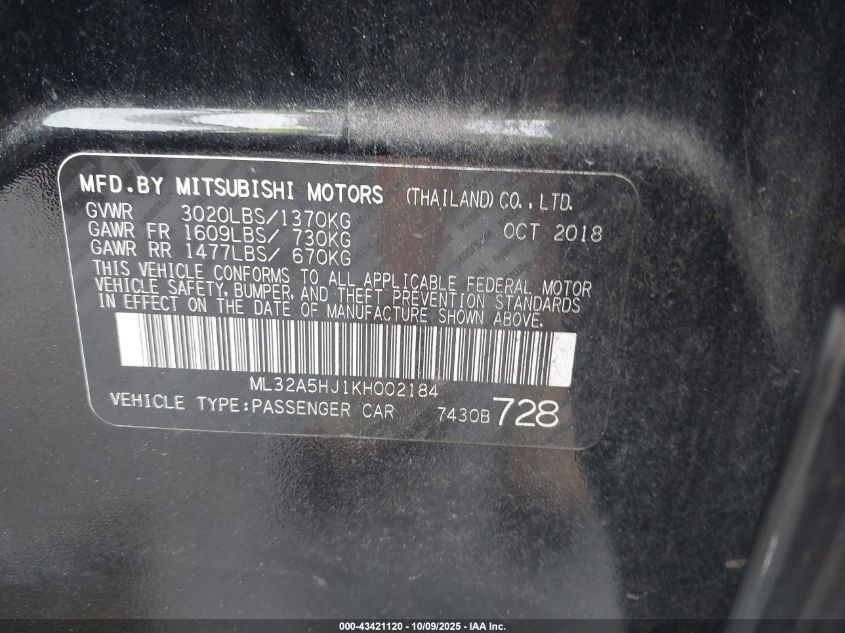 MFD.BY MITSUBISHI MOTORS (THAILAND) CO., LTD.
GVWR 3020LBS/1370KG
GAWR FR 1609LBS/ 730KG OCT 2018
GAWR RR 1477LBS/ 670KG
THIS VEHICLE CONFORMS TO ALL APPLICABLE FEDERAL MOTOR
VEHICLE SAFETY, BUMPER, AND THEFT PREVENTION STANDARDS
IN EFFECT ON THE DATE OF MANUFACTURE SHOWN ABOVE.
ML32A5HJ1KH002184
VEHICLE TYPE:PASSENGER CAR 7430B 728
000-43421120 - 10/09/2025 - IAA Inc.